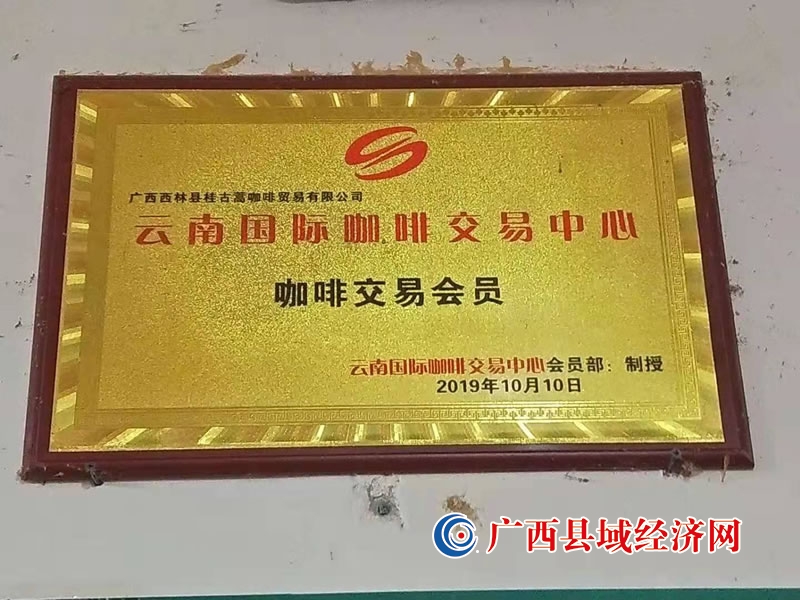 广西西林县桂古蒿咖啡贸易有限公司
云南国际咖啡交易中心
咖啡交易会员
云南国际咖啡交易中心会员部：制授
2019年10月10日
广西县域经济网